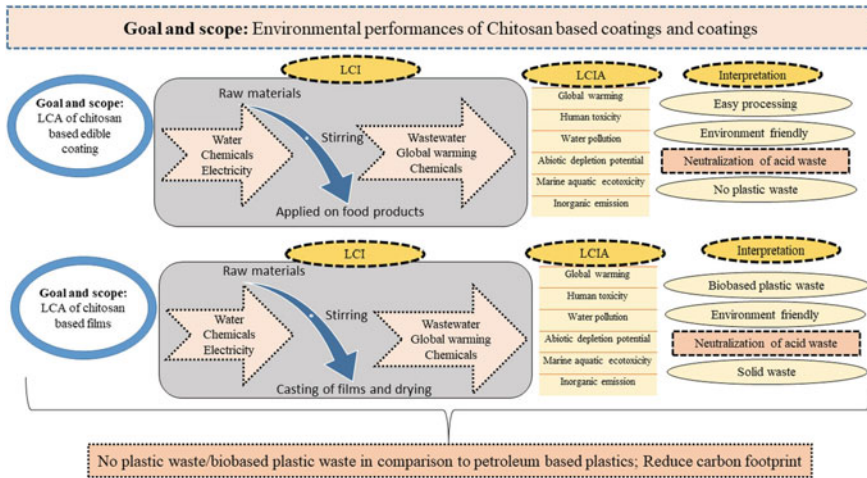 Goal and scope: Environmental performances of Chitosan based coatings and coatings
LCI
LCIA
Interpretation
Goal and scope:
LCA of chitosan
based edible
coating
Raw materials
Water
Chemicals
Electricity
Stirring
Wastewater
Global warming
Chemicals
Applied on food products
Global warming
Human toxicity
Water pollution
Abiotic depletion potential
Marine aquatic ecotoxicity
Inorganic emission
Easy processing
Environment friendly
Neutralization of acid waste
No plastic waste
LCI
LCIA
Interpretation
Goal and scope:
LCA of chitosan
based films
Raw materials
Water
Chemicals
Electricity
Stirring
Wastewater
Global warming
Chemicals
Casting of films and drying
Global warming
Human toxicity
Water pollution
Abiotic depletion potential
Marine aquatic ecotoxicity
Inorganic emission
Biobased plastic waste
Environment friendly
Neutralization of acid waste
Solid waste
No plastic waste/biobased plastic waste in comparison to petroleum based plastics; Reduce carbon footprint